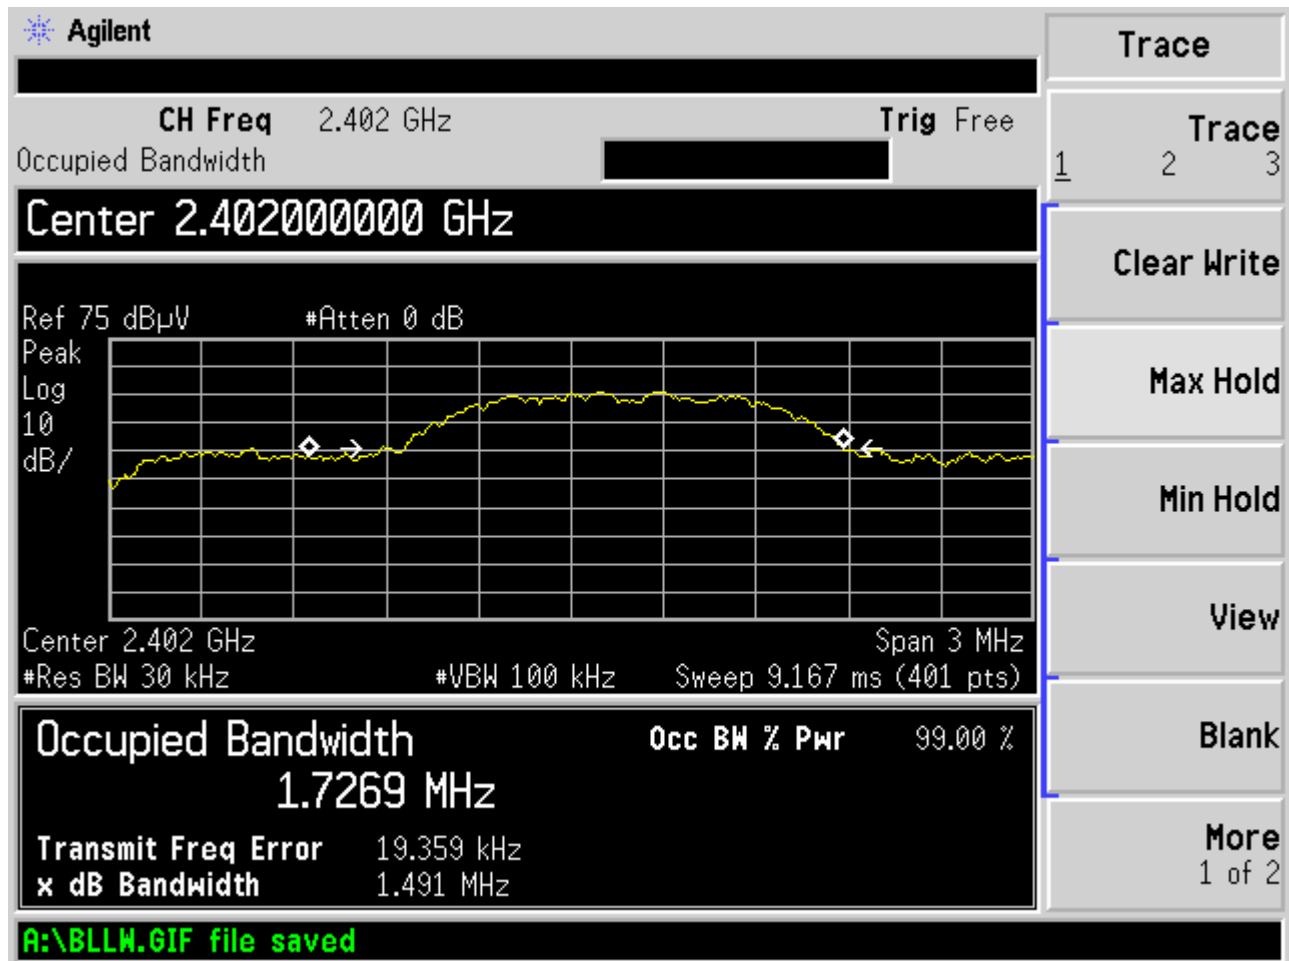 Agilent
Trace
CH Freq 2.402 GHz Trig Free
Occupied Bandwidth
Trace
1 2 3
Center 2.402000000 GHz
Clear Write
Ref 75 dBµV #Atten 0 dB
Peak
Log
10
dB/
Max Hold
Min Hold
View
Center 2.402 GHz Span 3 MHz
#Res BW 30 kHz #VBW 100 kHz Sweep 9.167 ms (401 pts)
Occupied Bandwidth Occ BW % Pwr 99.00 %
1.7269 MHz
Blank
Transmit Freq Error 19.359 kHz
x dB Bandwidth 1.491 MHz
More
1 of 2
A:\BLLW.GIF file saved